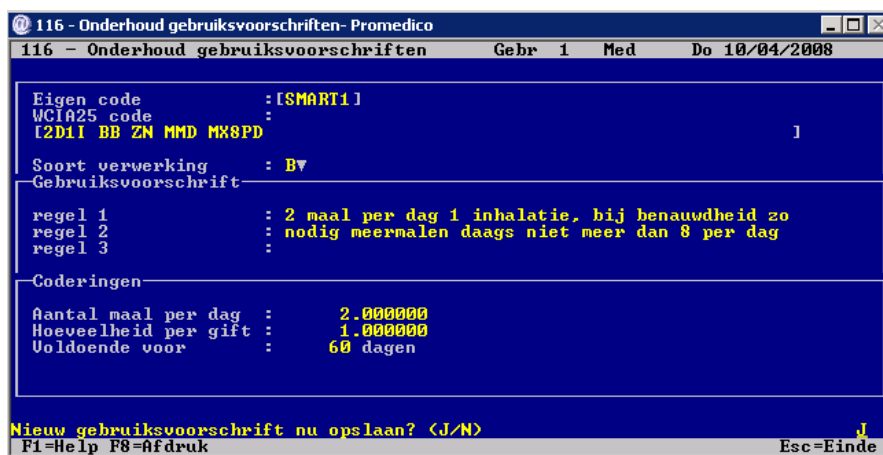 116 - Onderhoud gebruiksvoorschriften- Promedico
116 - Onderhoud gebruiksvoorschriften Gebr 1 Med Do 10/04/2008
Eigen code :[SMART1]
WCIA25 code :
[2D1I BB ZN MMD MX8PD ]
Soort verwerking : B▼
Gebruiksvoorschrift
regel 1 : 2 maal per dag 1 inhalatie, bij benauwdheid zo
regel 2 : nodig meermalen daags niet meer dan 8 per dag
regel 3 :
Coderingen
Aantal maal per dag : 2.000000
Hoeveelheid per gift : 1.000000
Voldoende voor : 60 dagen
Nieuw gebruiksvoorschrift nu opslaan? (J/N) J
F1=Help F8=Afdruk Esc=Einde